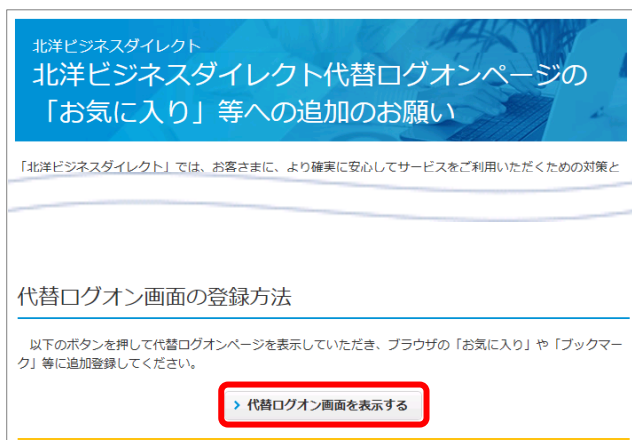 北洋ビジネスダイレクト
北洋ビジネスダイレクト代替ログオンページの
「お気に入り」等への追加のお願い
「北洋ビジネスダイレクト」では、お客さまに、より確実に安心してサービスをご利用いただくための対策と
代替ログオン画面の登録方法
以下のボタンを押して代替ログオンページを表示していただき、ブラウザの「お気に入り」や「ブックマー
ク」等に追加登録してください。
代替ログオン画面を表示する